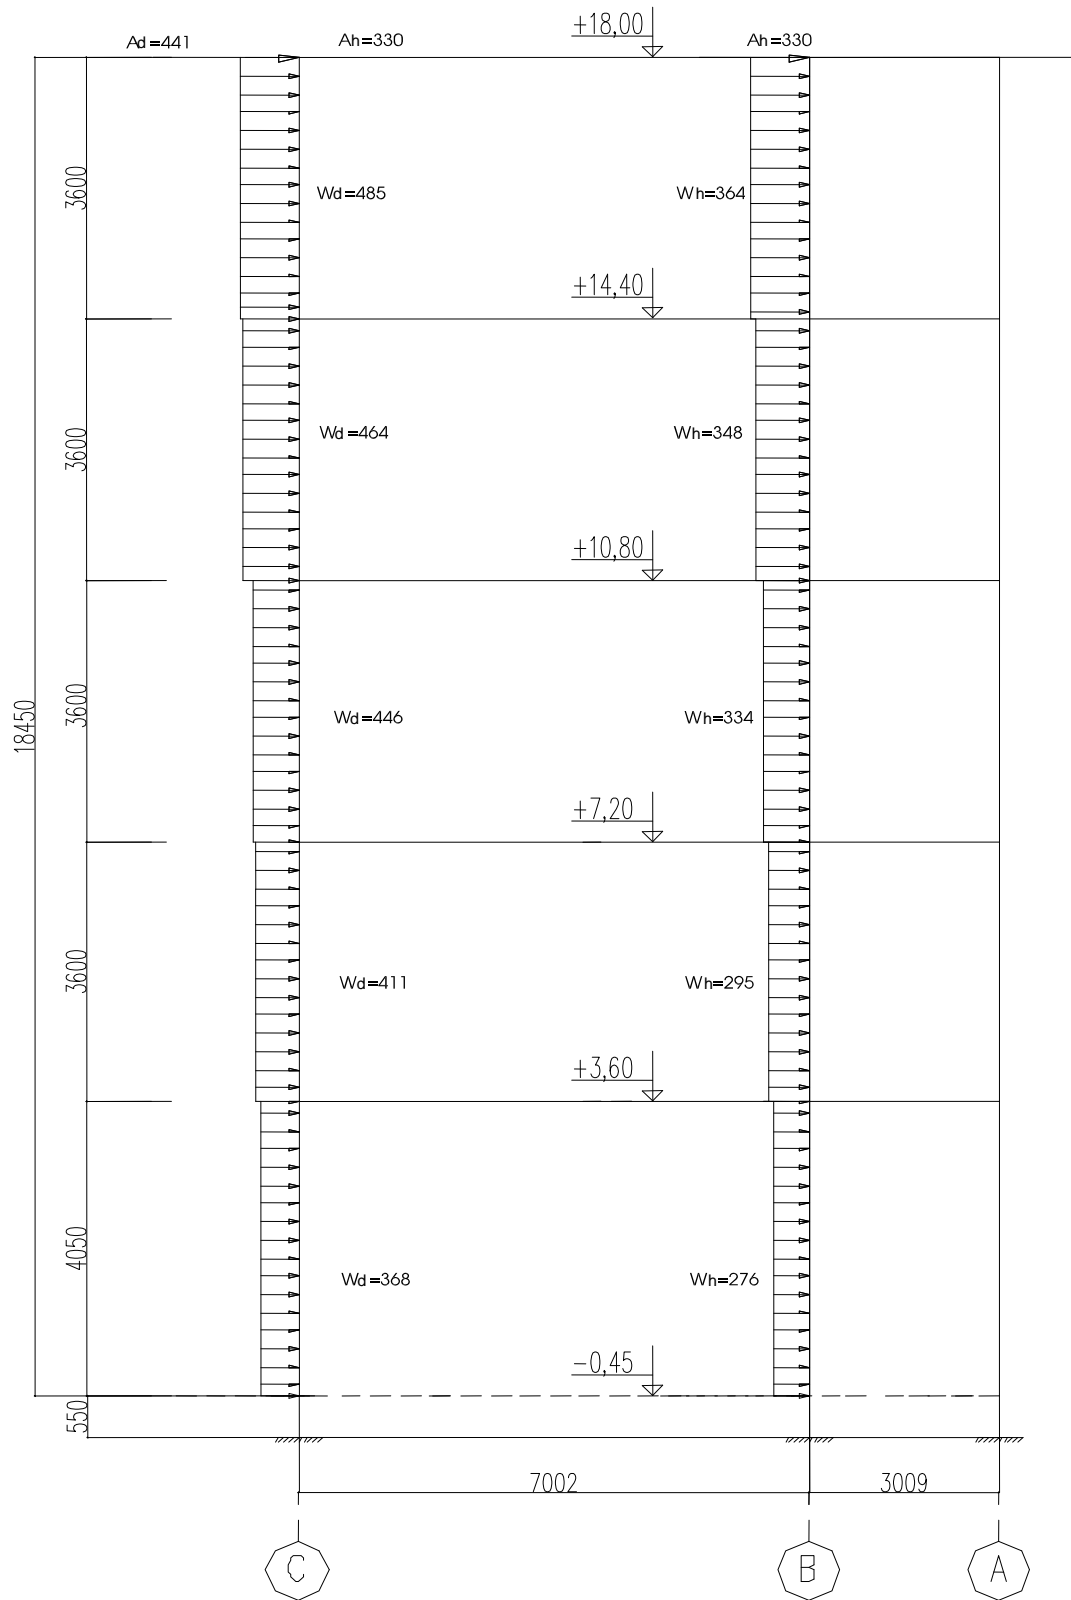 +18,00
Ad=441
Ah=330
Ah=330
3600
Wd=485
Wh=364
+14,40
3600
Wd=464
Wh=348
+10,80
18450
3600
Wd=446
Wh=334
+7,20
3600
Wd=411
Wh=295
+3,60
4050
Wd=368
Wh=276
-0,45
550
7002
3009
C
B
A